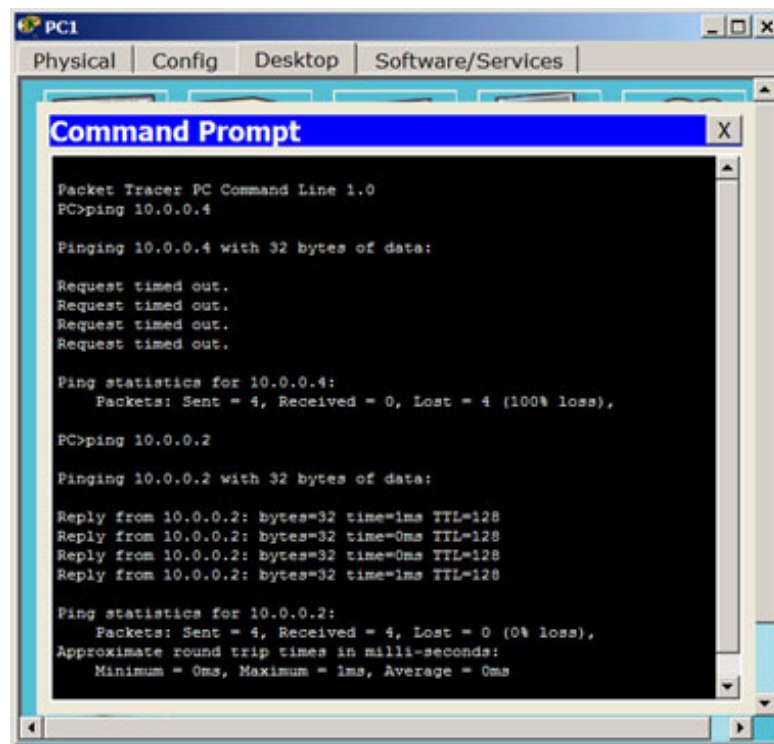 PC1
Physical Config Desktop Software/Services
Command Prompt X
Packet Tracer PC Command Line 1.0
PC>ping 10.0.0.4
Pinging 10.0.0.4 with 32 bytes of data:
Request timed out.
Request timed out.
Request timed out.
Request timed out.
Ping statistics for 10.0.0.4:
Packets: Sent = 4, Received = 0, Lost = 4 (100% loss),
PC>ping 10.0.0.2
Pinging 10.0.0.2 with 32 bytes of data:
Reply from 10.0.0.2: bytes=32 time=1ms TTL=128
Reply from 10.0.0.2: bytes=32 time=0ms TTL=128
Reply from 10.0.0.2: bytes=32 time=0ms TTL=128
Reply from 10.0.0.2: bytes=32 time=1ms TTL=128
Ping statistics for 10.0.0.2:
Packets: Sent = 4, Received = 4, Lost = 0 (0% loss),
Approximate round trip times in milli-seconds:
Minimum = 0ms, Maximum = 1ms, Average = 0ms